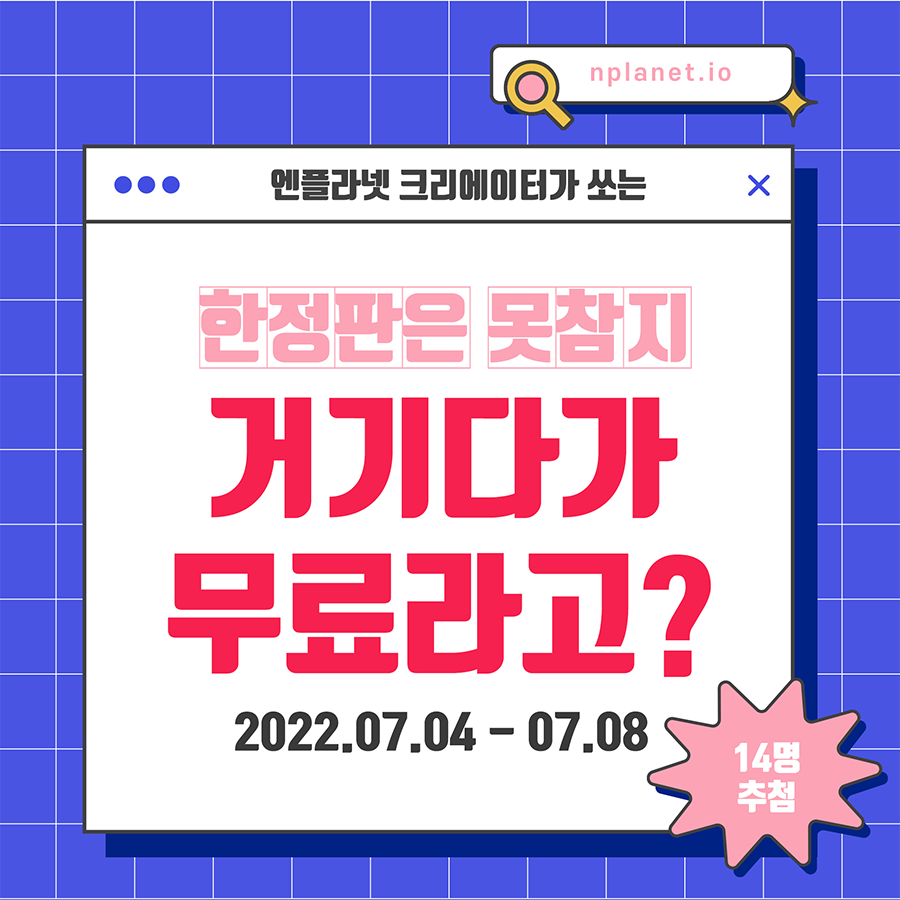 nplanet.io
엔플라넷 크리에이터가 쏘는
한정판은 못참지
거기다가
무료라고?
2022.07.04 - 07.08
14명
추첨